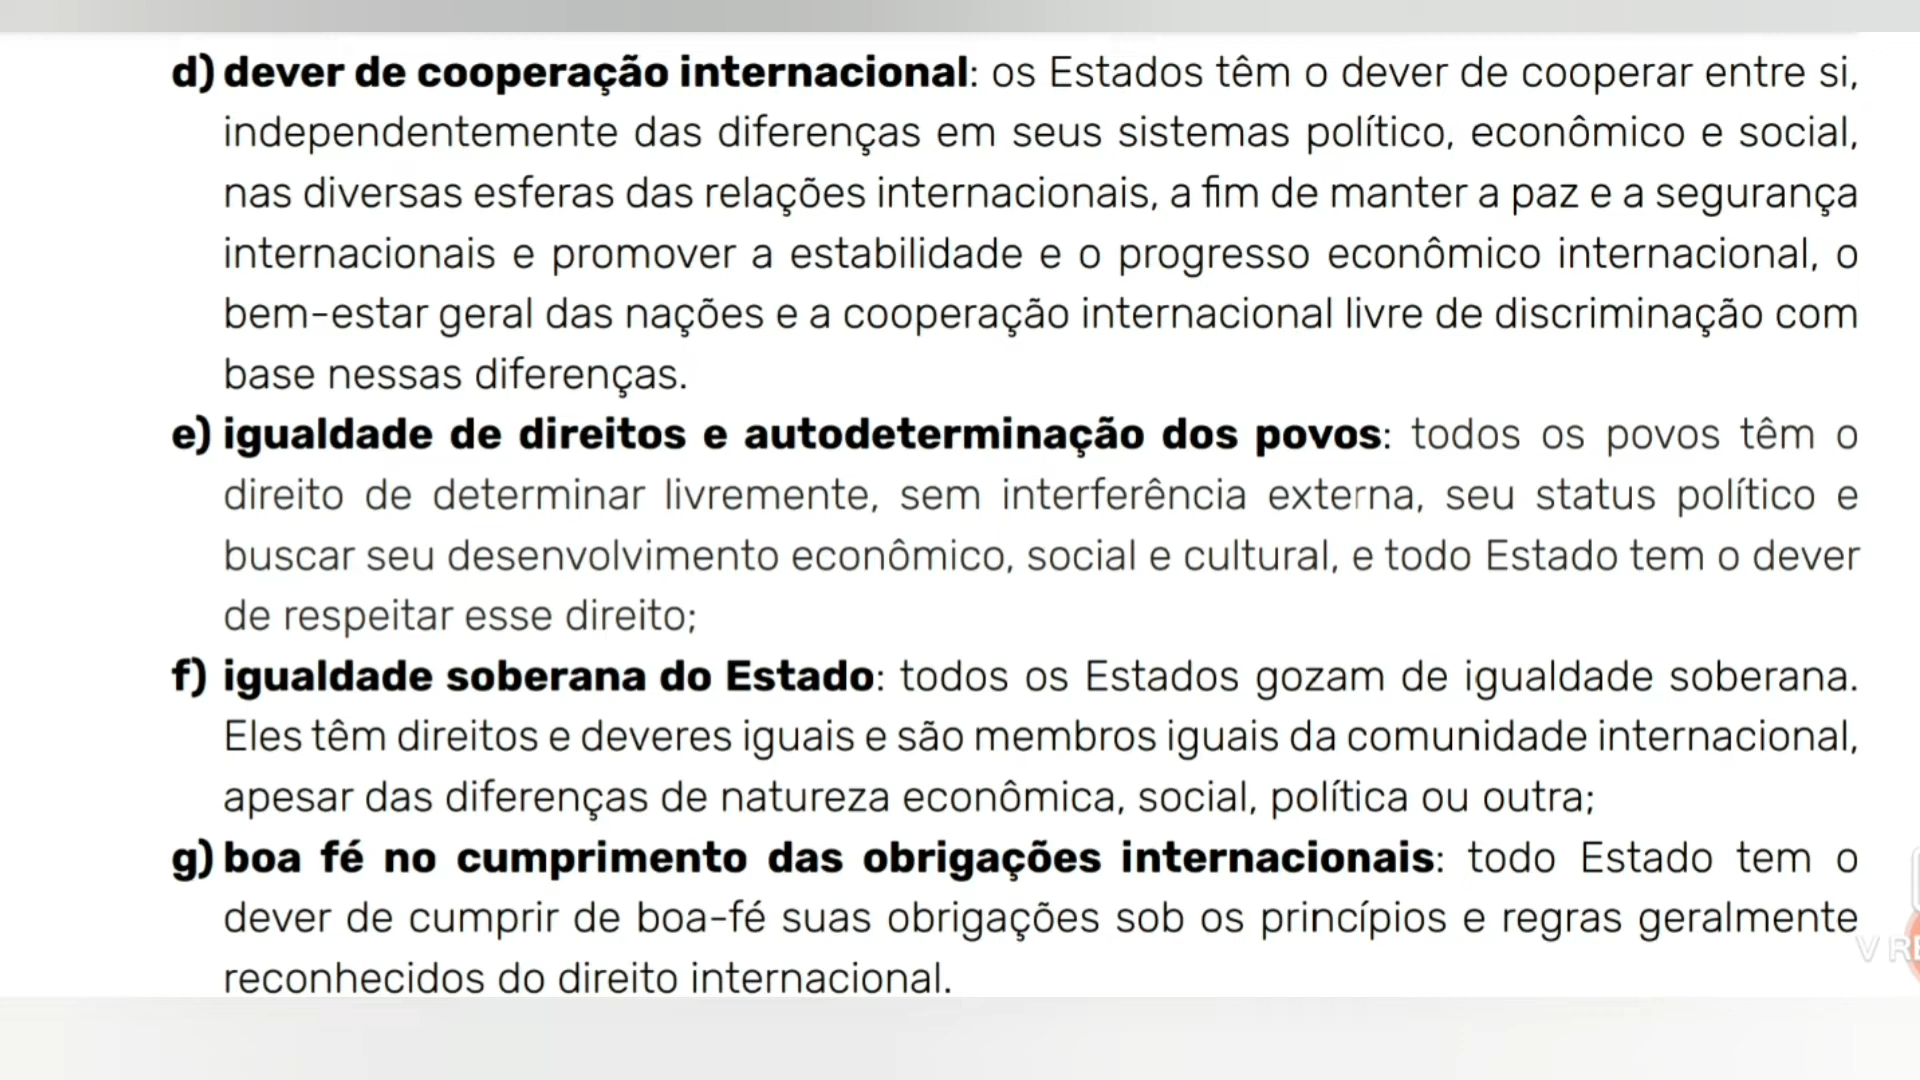 d) dever de cooperação internacional: os Estados têm o dever de cooperar entre si,
independentemente das diferenças em seus sistemas político, econômico e social,
nas diversas esferas das relações internacionais, a fim de manter a paz e a segurança
internacionais e promover a estabilidade e o progresso econômico internacional, o
bem-estar geral das nações e a cooperação internacional livre de discriminação com
base nessas diferenças.
e) igualdade de direitos e autodeterminação dos povos: todos os povos têm o
direito de determinar livremente, sem interferência externa, seu status político e
buscar seu desenvolvimento econômico, social e cultural, e todo Estado tem o dever
de respeitar esse direito;
f) igualdade soberana do Estado: todos os Estados gozam de igualdade soberana.
Eles têm direitos e deveres iguais e são membros iguais da comunidade internacional,
apesar das diferenças de natureza econômica, social, política ou outra;
g) boa fé no cumprimento das obrigações internacionais: todo Estado tem o
dever de cumprir de boa-fé suas obrigações sob os princípios e regras geralmente
reconhecidos do direito internacional.